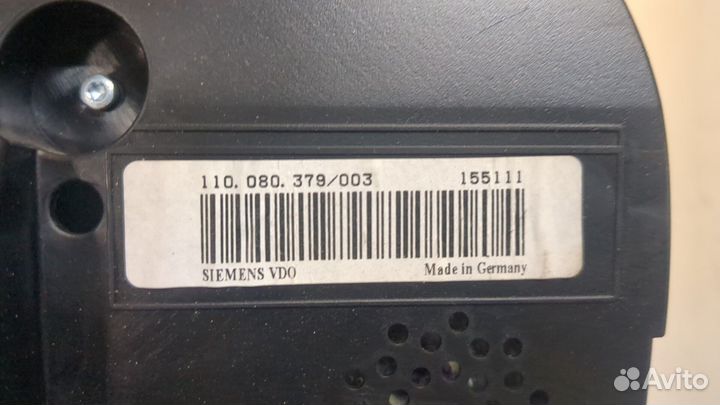 110. 080. 379/003 155111
SIEMENS VDO Made in Germany
Avito